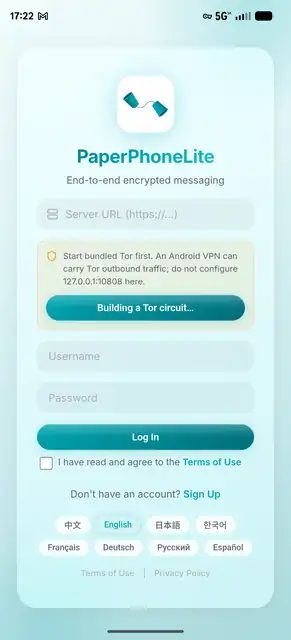 17:22
5G
PaperPhoneLite
End-to-end encrypted messaging
Server URL (https://...)
Start bundled Tor first. An Android VPN can
carry Tor outbound traffic; do not configure
127.0.0.1:10808 here.
Building a Tor circuit...
Username
Password
Log In
I have read and agree to the Terms of Use
Don't have an account? Sign Up
中文 English 日本語 한국어
Français Deutsch Русский Español
Terms of Use | Privacy Policy